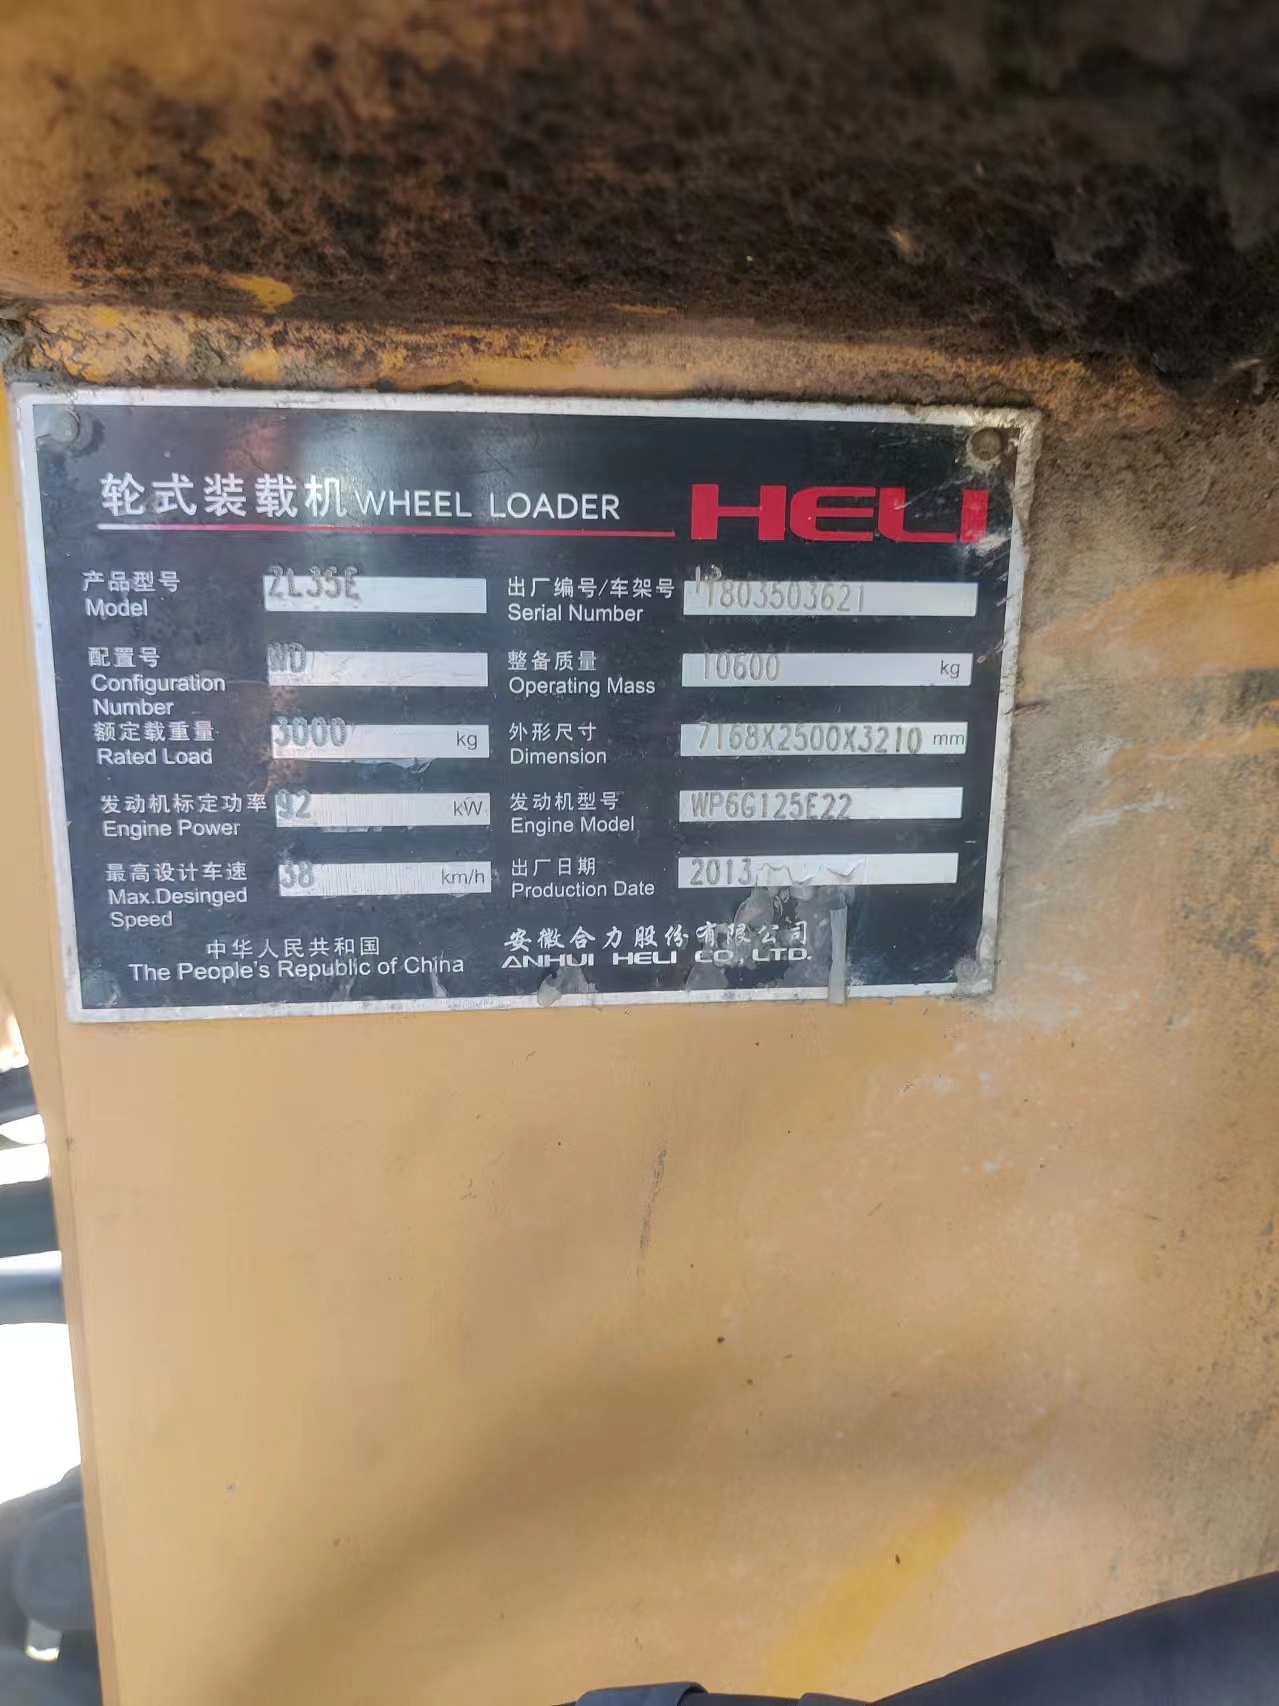 轮式装载机 WHEEL LOADER HELI
产品型号 ZL35E 出厂编号/车架号
Model Serial Number
配置号 WD 整备质量 10600 kg
Configuration Operating Mass
Number
额定载重量 3000 kg 外形尺寸 7168X2500X3210 mm
Rated Load Dimension
发动机标定功率 92 kW 发动机型号 WP6G125E22
Engine Power Engine Model
最高设计车速 38 km/h 出厂日期 2013
Max.Desinged Production Date
Speed
中华人民共和国 安徽合力股份有限公司
The People's Republic of China ANHUI HELI CO., LTD.